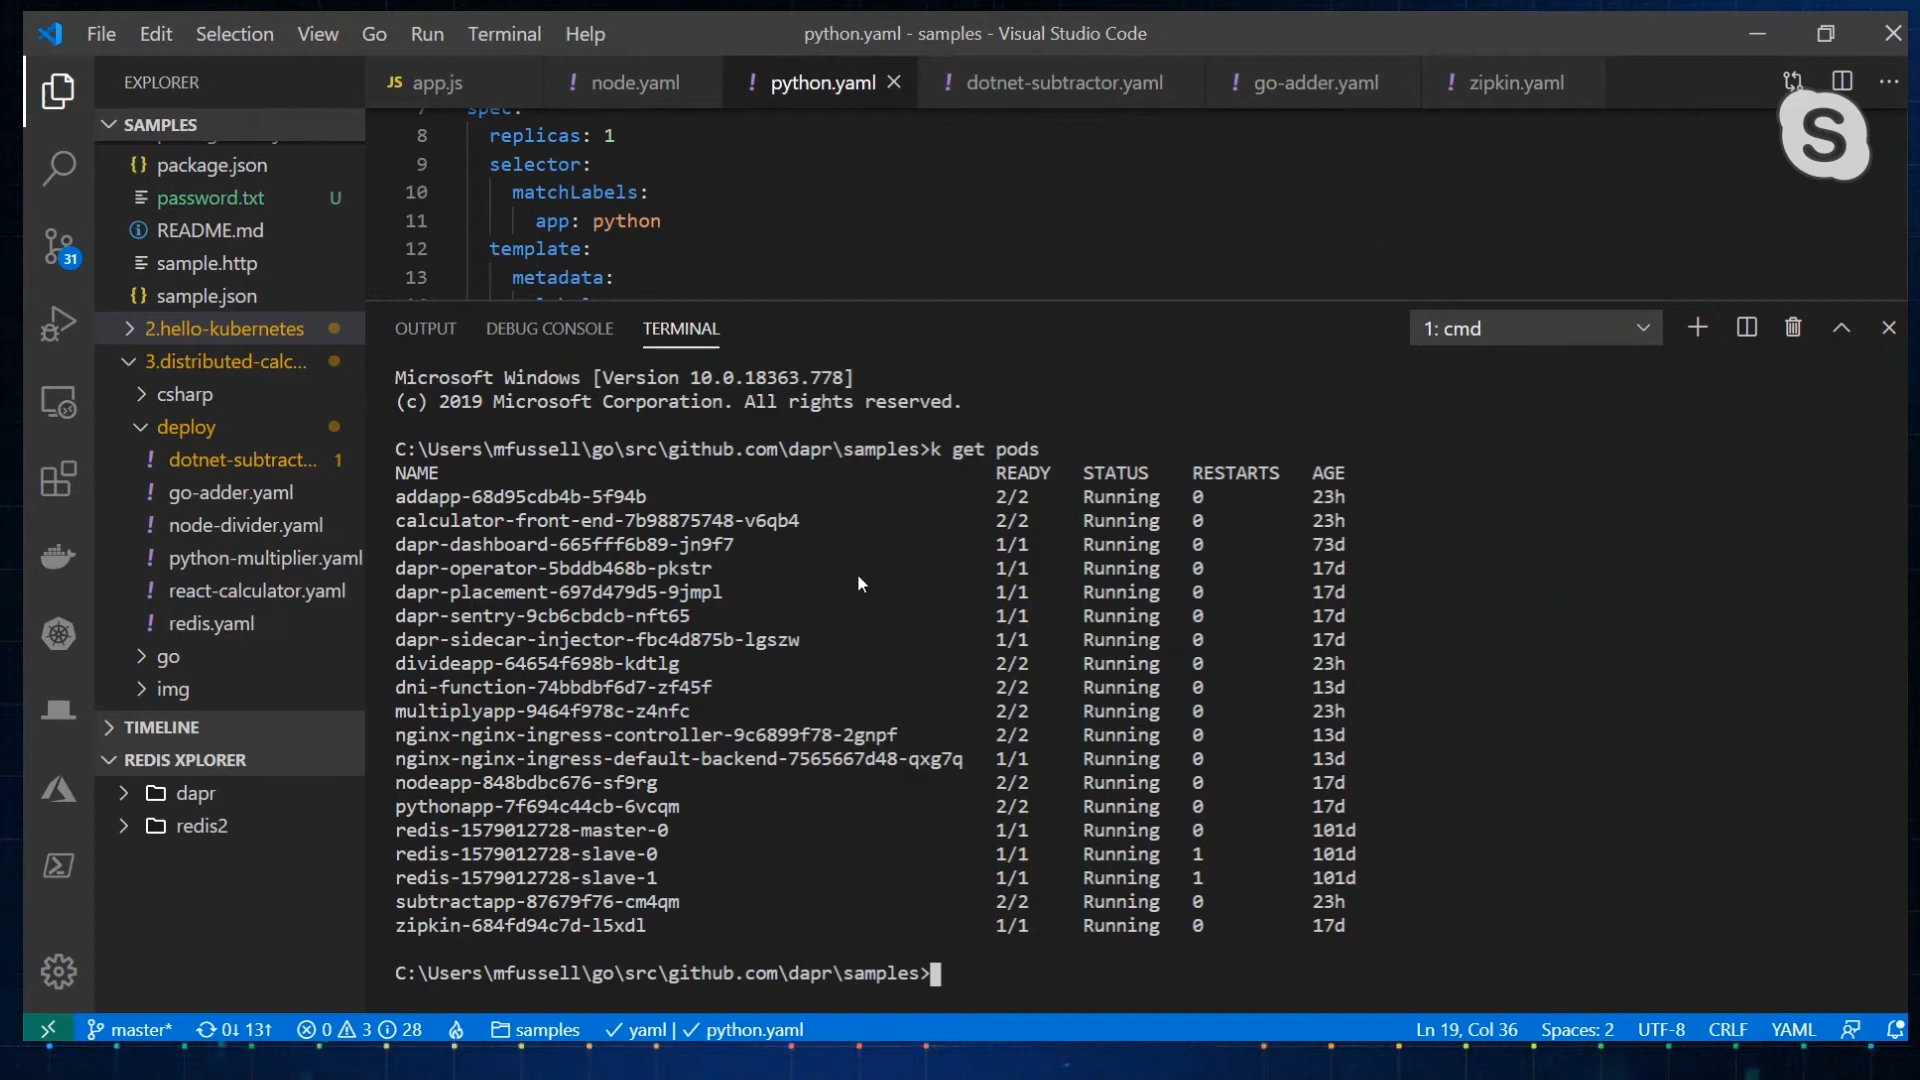 File Edit Selection View Go Run Terminal Help
python.yaml - samples - Visual Studio Code
EXPLORER
JS app.js
! node.yaml
! python.yaml
! dotnet-subtractor.yaml
! go-adder.yaml
! zipkin.yaml
SAMPLES
{} package.json
password.txt U
README.md
sample.http
{} sample.json
2.hello-kubernetes
3.distributed-calc...
csharp
deploy
! dotnet-subtract... 1
! go-adder.yaml
! node-divider.yaml
! python-multiplier.yaml
! react-calculator.yaml
! redis.yaml
go
img
TIMELINE
REDIS XPLORER
dapr
redis2
31
7 spec:
8 replicas: 1
9 selector:
10 matchLabels:
11 app: python
12 template:
13 metadata:
S
OUTPUT DEBUG CONSOLE TERMINAL
1: cmd
Microsoft Windows [Version 10.0.18363.778]
(c) 2019 Microsoft Corporation. All rights reserved.
C:\Users\mfussell\go\src\github.com\dapr\samples>k get pods
NAME READY STATUS RESTARTS AGE
addapp-68d95cdb4b-5f94b 2/2 Running 0 23h
calculator-front-end-7b98875748-v6qb4 2/2 Running 0 23h
dapr-dashboard-665fff6b89-jn9f7 1/1 Running 0 73d
dapr-operator-5bddb468b-pkstr 1/1 Running 0 17d
dapr-placement-697d479d5-9jmpl 1/1 Running 0 17d
dapr-sentry-9cb6cbdcb-nft65 1/1 Running 0 17d
dapr-sidecar-injector-fbc4d875b-lgszw 1/1 Running 0 17d
divideapp-64654f698b-kdtlg 2/2 Running 0 23h
dni-function-74bbdbf6d7-zf45f 2/2 Running 0 13d
multiplyapp-9464f978c-z4nfc 2/2 Running 0 23h
nginx-nginx-ingress-controller-9c6899f78-2gnpf 2/2 Running 0 13d
nginx-nginx-ingress-default-backend-7565667d48-qxg7q 1/1 Running 0 13d
nodeapp-848bdbc676-sf9rg 2/2 Running 0 17d
pythonapp-7f694c44cb-6vcqm 2/2 Running 0 17d
redis-1579012728-master-0 1/1 Running 0 101d
redis-1579012728-slave-0 1/1 Running 1 101d
redis-1579012728-slave-1 1/1 Running 1 101d
subtractapp-87679f76-cm4qm 2/2 Running 0 23h
zipkin-684fd94c7d-l5xdl 1/1 Running 0 17d
C:\Users\mfussell\go\src\github.com\dapr\samples>
master* 0↓ 13↑ 0 3 28 samples ✓ yaml | ✓ python.yaml Ln 19, Col 36 Spaces: 2 UTF-8 CRLF YAML